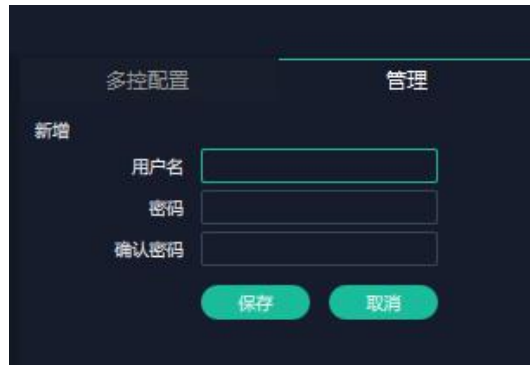 多控配置 管理
新增
用户名
密码
确认密码
保存 取消